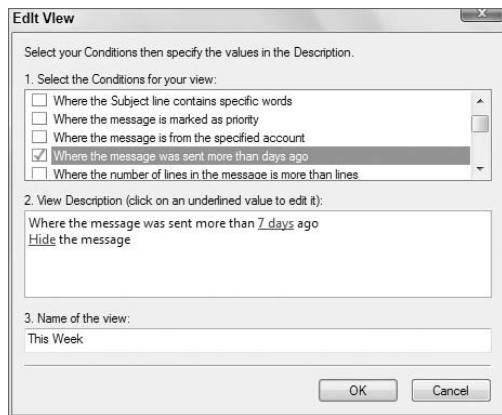 Edit View
Select your Conditions then specify the values in the Description.
1. Select the Conditions for your view:
Where the Subject line contains specific words
Where the message is marked as priority
Where the message is from the specified account
Where the message was sent more than days ago
Where the number of lines in the message is more than lines
2. View Description (click on an underlined value to edit it):
Where the message was sent more than 7 days ago
Hide the message
3. Name of the view:
This Week
OK
Cancel